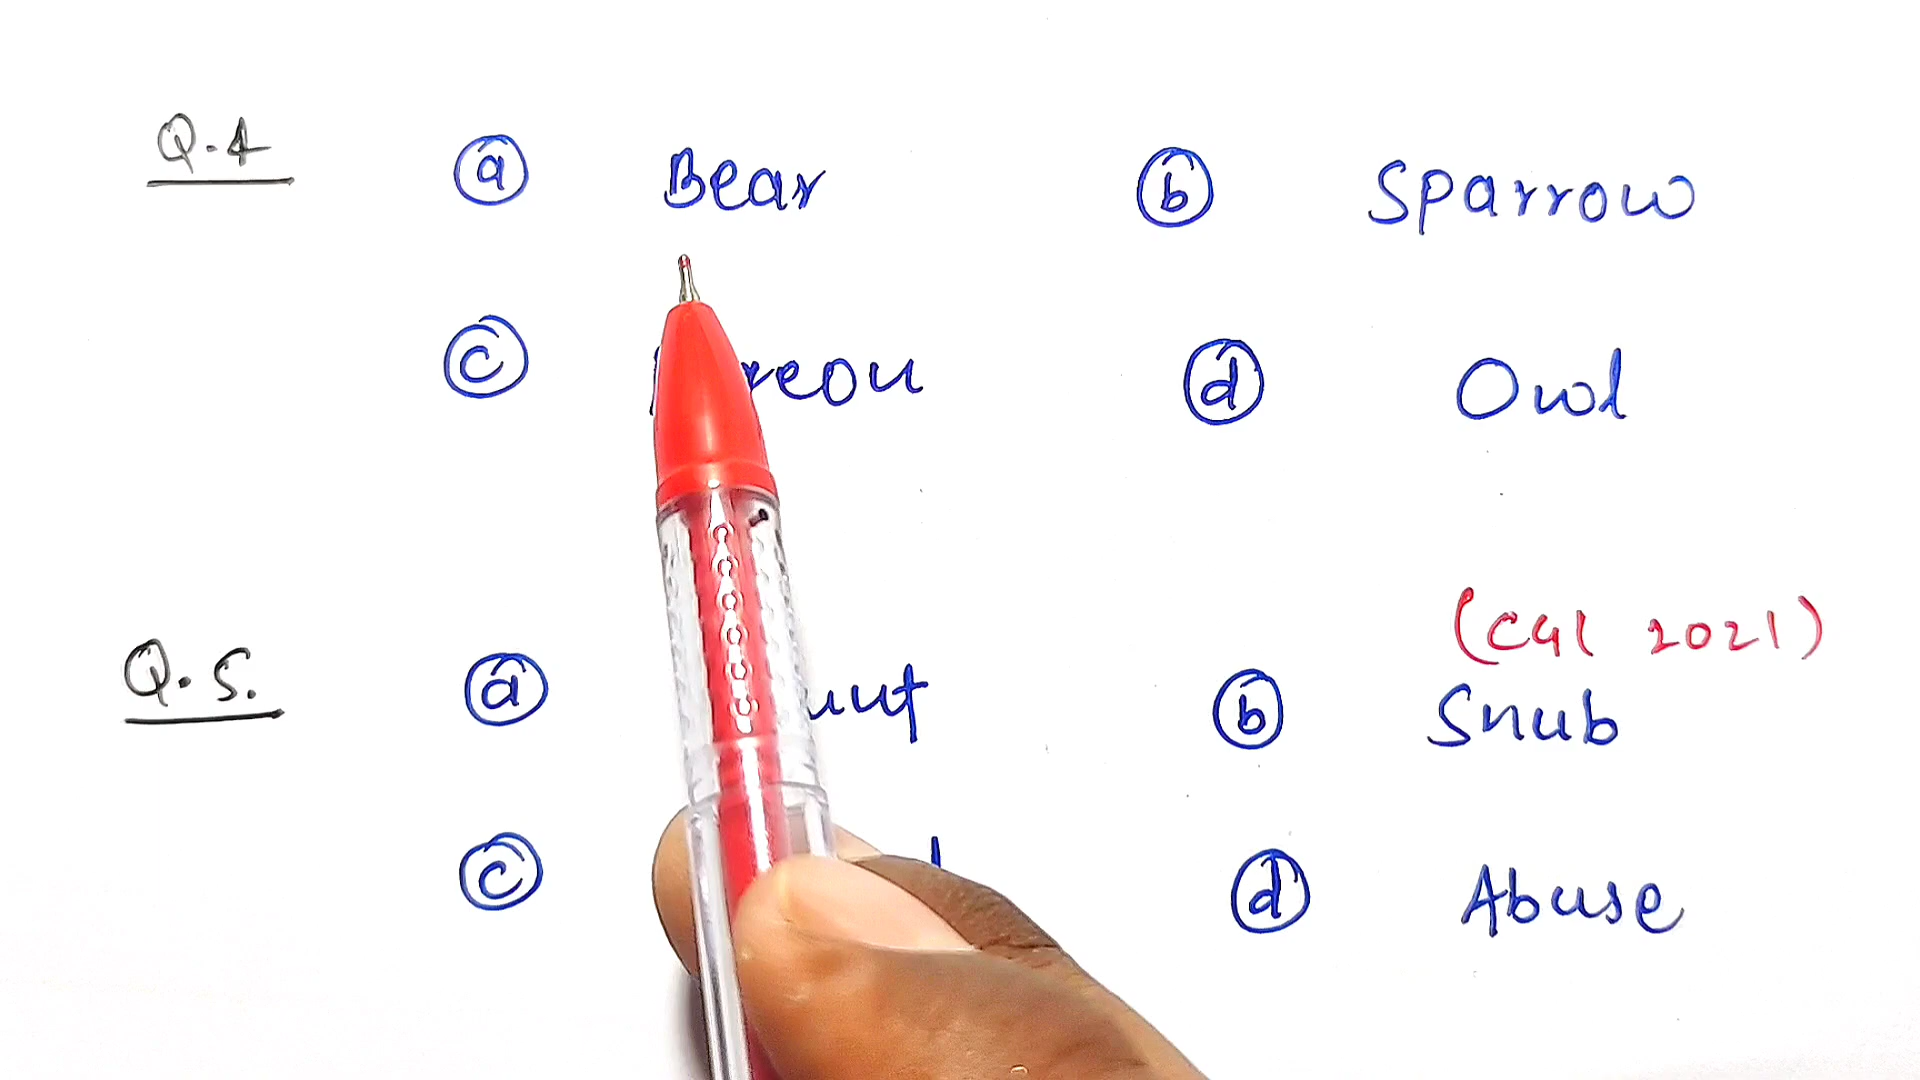 Q.4 a Bear b Sparrow
c d Owl
(CGL 2021)
Q.5. a b Snub
c d Abuse